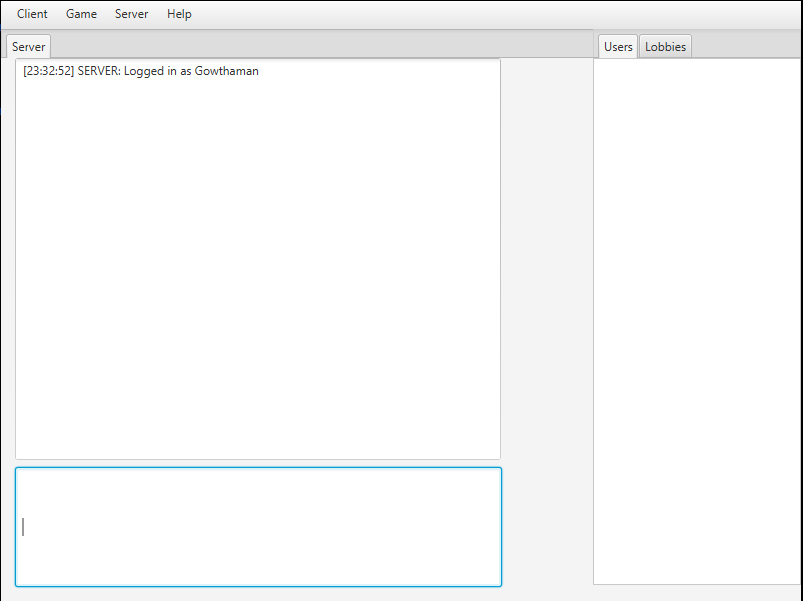 Client Game Server Help
Server
Users Lobbies
[23:32:52] SERVER: Logged in as Gowthaman